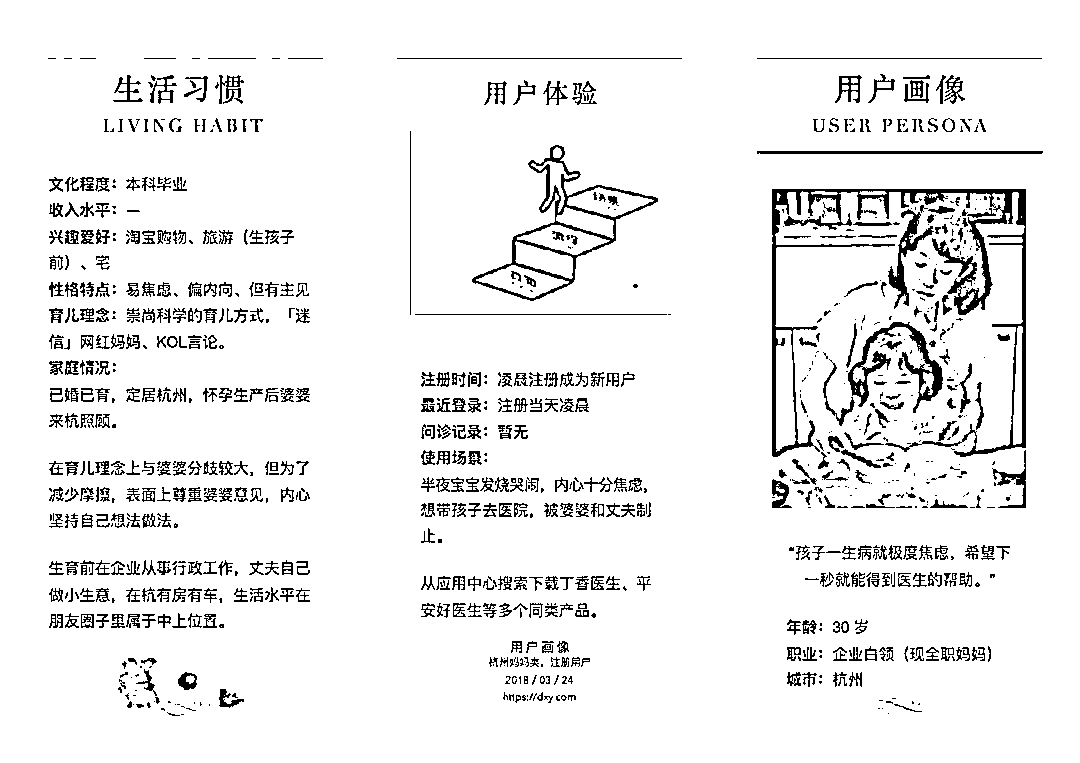 生活习惯
LIVING HABIT
文化程度：本科毕业
收入水平：—
兴趣爱好：淘宝购物、旅游（生孩子
前）、宅
性格特点：易焦虑、偏内向、但有主见
育儿理念：崇尚科学的育儿方式，「迷
信」网红妈妈、KOL言论。
家庭情况：
已婚已育，定居杭州，怀孕生产后婆婆
来杭照顾。
在育儿理念上与婆婆分歧较大，但为了
减少摩擦，表面上尊重婆婆意见，内心
坚持自己想法做法。
生育前在企业从事行政工作，丈夫自己
做小生意，在杭有房有车，生活水平在
朋友圈子里属于中上位置。
用户体验
注册时间：凌晨注册成为新用户
最近登录：注册当天凌晨
问诊记录：暂无
使用场景：
半夜宝宝发烧哭闹，内心十分焦虑，
想带孩子去医院，被婆婆和丈夫制
止。
从应用中心搜索下载丁香医生、平
安好医生等多个同类产品。
用户画像
杭州妈妈类，注册用户
2018 / 03 / 24
https://dxy.com
用户画像
USER PERSONA
“孩子一生病就极度焦虑，希望下
一秒就能得到医生的帮助。”
年龄：30 岁
职业：企业白领（现全职妈妈）
城市：杭州